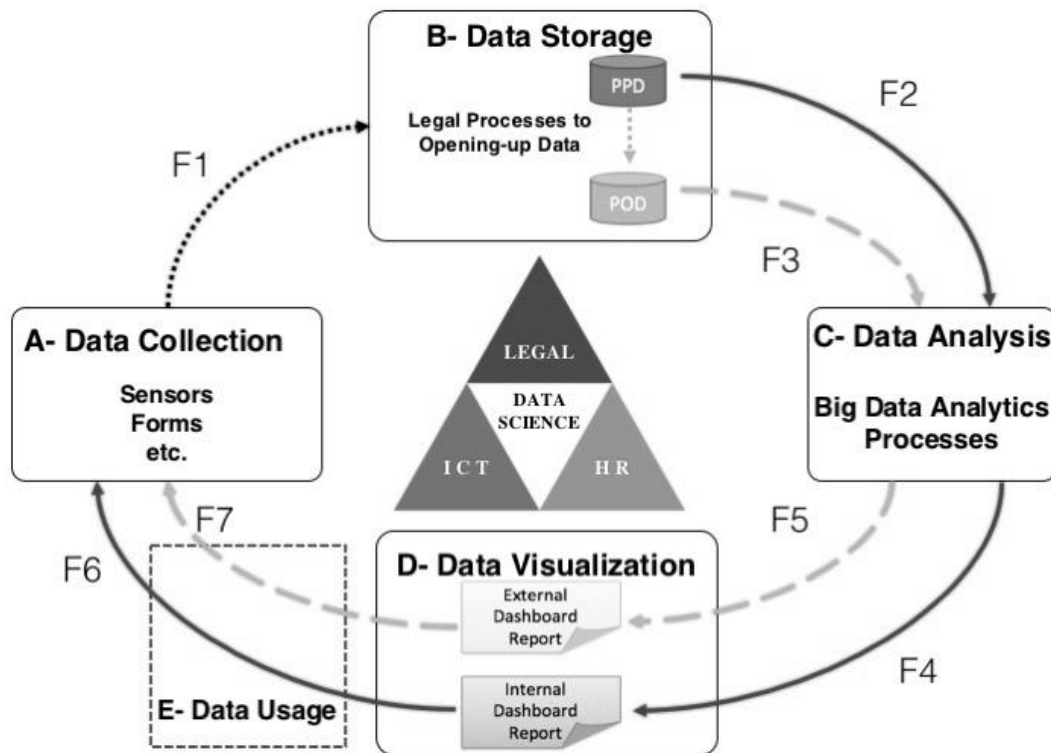 B- Data Storage
PPD
Legal Processes to
Opening-up Data
POD
F1
F2
F3
A- Data Collection
Sensors
Forms
etc.
LEGAL
DATA
SCIENCE
ICT
HR
C- Data Analysis
Big Data Analytics
Processes
F7
F6
F5
F4
D- Data Visualization
External
Dashboard
Report
Internal
Dashboard
Report
E- Data Usage